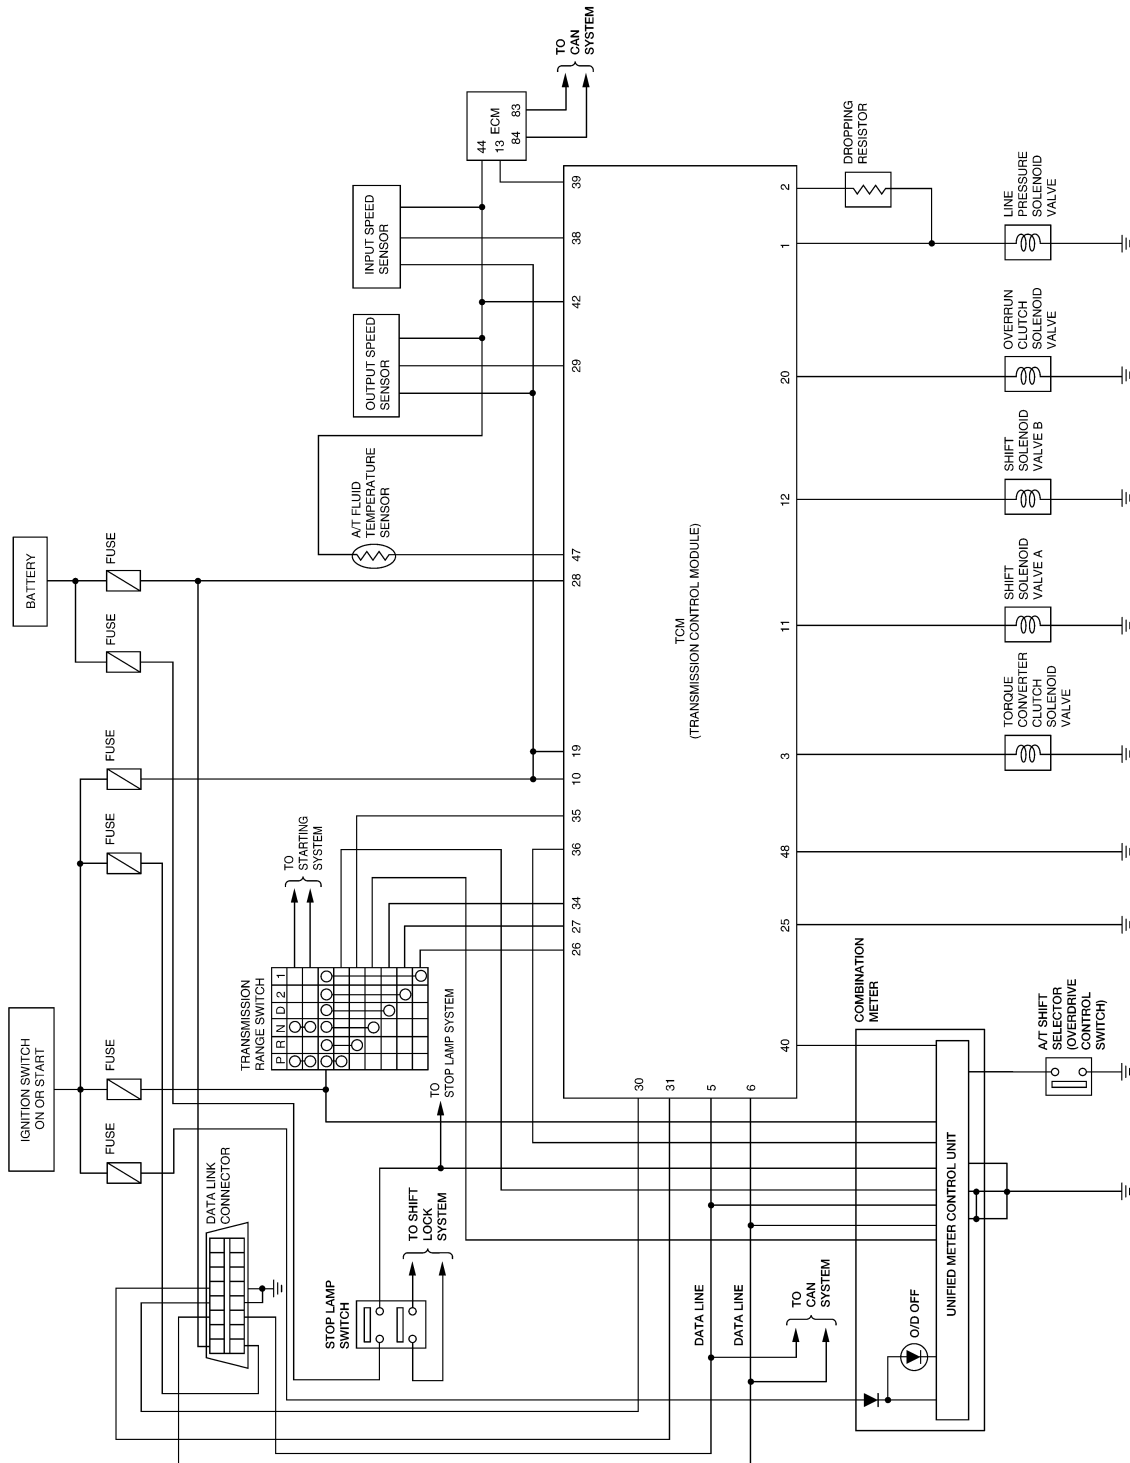 IGNITION SWITCH
ON OR START
BATTERY
FUSE
FUSE
FUSE
FUSE
FUSE
FUSE
DATA LINK
CONNECTOR
TRANSMISSION
RANGE SWITCH
P R N D 2 1
TO
STARTING
SYSTEM
STOP LAMP
SWITCH
TO SHIFT
LOCK
SYSTEM
TO
STOP LAMP SYSTEM
A/T FLUID
TEMPERATURE
SENSOR
OUTPUT SPEED
SENSOR
INPUT SPEED
SENSOR
44
13
ECM
84
83
TO
CAN
SYSTEM
26
27
34
36
35
10
19
28
47
29
42
38
39
TCM
(TRANSMISSION CONTROL MODULE)
30
31
5
6
40
25
48
3
11
12
20
1
2
DATA LINE
DATA LINE
TO
CAN
SYSTEM
COMBINATION
METER
O/D OFF
UNIFIED METER CONTROL UNIT
A/T SHIFT
SELECTOR
(OVERDRIVE
CONTROL
SWITCH)
TORQUE
CONVERTER
CLUTCH
SOLENOID
VALVE
SHIFT
SOLENOID
VALVE A
SHIFT
SOLENOID
VALVE B
OVERRUN
CLUTCH
SOLENOID
VALVE
DROPPING
RESISTOR
LINE
PRESSURE
SOLENOID
VALVE